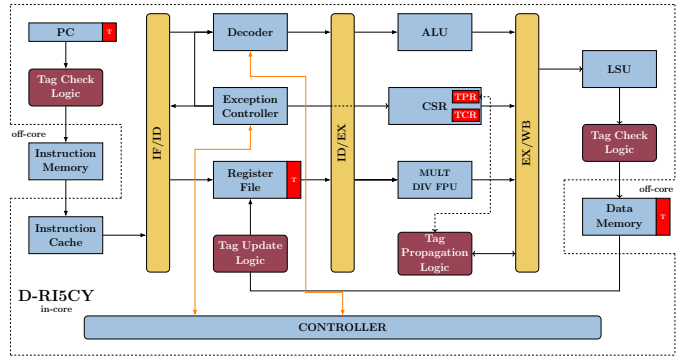 PC
T
Tag Check
Logic
off-core
Instruction
Memory
Instruction
Cache
IF/ID
Decoder
Exception
Controller
Register
File
T
Tag Update
Logic
ID/EX
ALU
CSR
TPR
TCR
MULT
DIV FPU
Tag
Propagation
Logic
EX/WB
LSU
Tag Check
Logic
off-core
Data
Memory
T
D-RI5CY
in-core
CONTROLLER